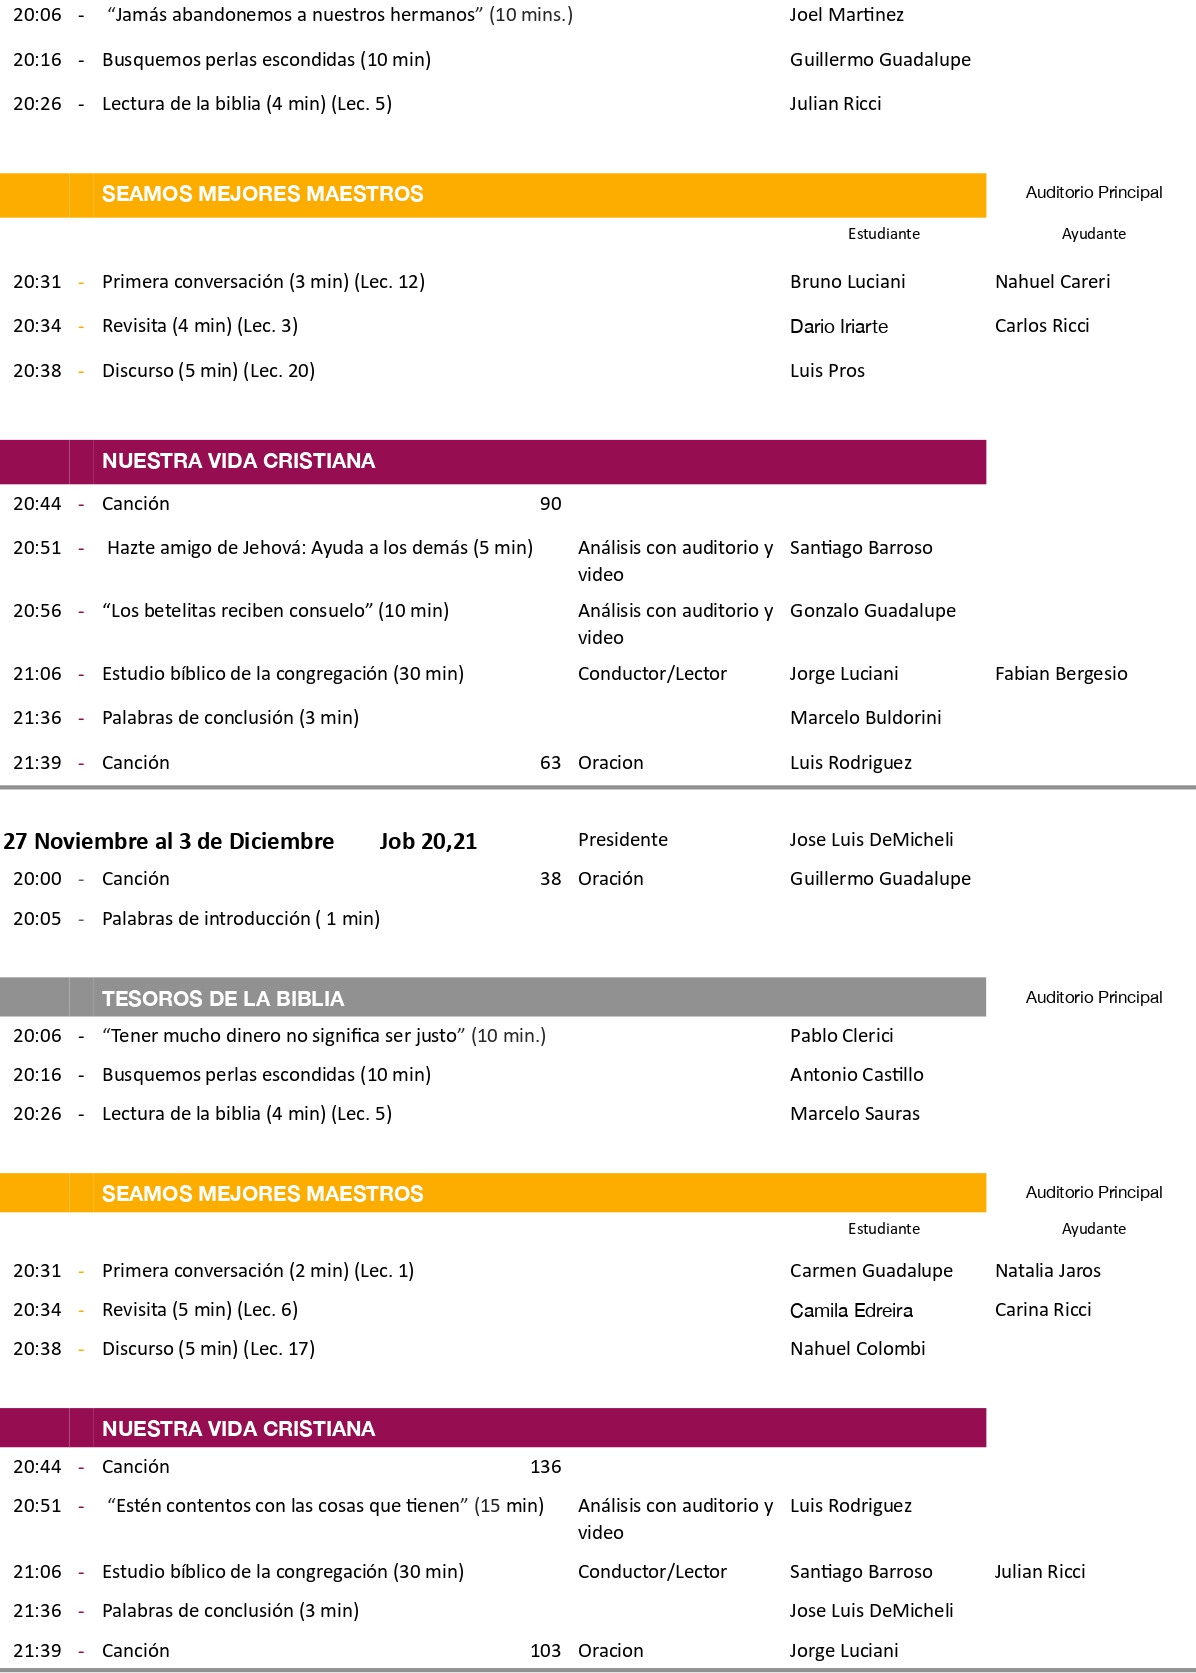 20:06 - “Jamás abandonemos a nuestros hermanos” (10 mins.) Joel Martinez
20:16 - Busquemos perlas escondidas (10 min) Guillermo Guadalupe
20:26 - Lectura de la biblia (4 min) (Lec. 5) Julian Ricci
SEAMOS MEJORES MAESTROS Auditorio Principal
Estudiante Ayudante
20:31 - Primera conversación (3 min) (Lec. 12) Bruno Luciani Nahuel Careri
20:34 - Revisita (4 min) (Lec. 3) Dario Iriarte Carlos Ricci
20:38 - Discurso (5 min) (Lec. 20) Luis Pros
NUESTRA VIDA CRISTIANA
20:44 - Canción 90
20:51 - Hazte amigo de Jehová: Ayuda a los demás (5 min) Análisis con auditorio y Santiago Barroso
video
20:56 - “Los betelitas reciben consuelo” (10 min) Análisis con auditorio y Gonzalo Guadalupe
video
21:06 - Estudio bíblico de la congregación (30 min) Conductor/Lector Jorge Luciani Fabian Bergesio
21:36 - Palabras de conclusión (3 min) Marcelo Buldorini
21:39 - Canción 63 Oracion Luis Rodriguez
27 Noviembre al 3 de Diciembre Job 20,21 Presidente Jose Luis DeMicheli
20:00 - Canción 38 Oración Guillermo Guadalupe
20:05 - Palabras de introducción ( 1 min)
TESOROS DE LA BIBLIA Auditorio Principal
20:06 - “Tener mucho dinero no significa ser justo” (10 min.) Pablo Clerici
20:16 - Busquemos perlas escondidas (10 min) Antonio Castillo
20:26 - Lectura de la biblia (4 min) (Lec. 5) Marcelo Sauras
SEAMOS MEJORES MAESTROS Auditorio Principal
Estudiante Ayudante
20:31 - Primera conversación (2 min) (Lec. 1) Carmen Guadalupe Natalia Jaros
20:34 - Revisita (5 min) (Lec. 6) Camila Edreira Carina Ricci
20:38 - Discurso (5 min) (Lec. 17) Nahuel Colombi
NUESTRA VIDA CRISTIANA
20:44 - Canción 136
20:51 - “Estén contentos con las cosas que tienen” (15 min) Análisis con auditorio y Luis Rodriguez
video
21:06 - Estudio bíblico de la congregación (30 min) Conductor/Lector Santiago Barroso Julian Ricci
21:36 - Palabras de conclusión (3 min) Jose Luis DeMicheli
21:39 - Canción 103 Oracion Jorge Luciani